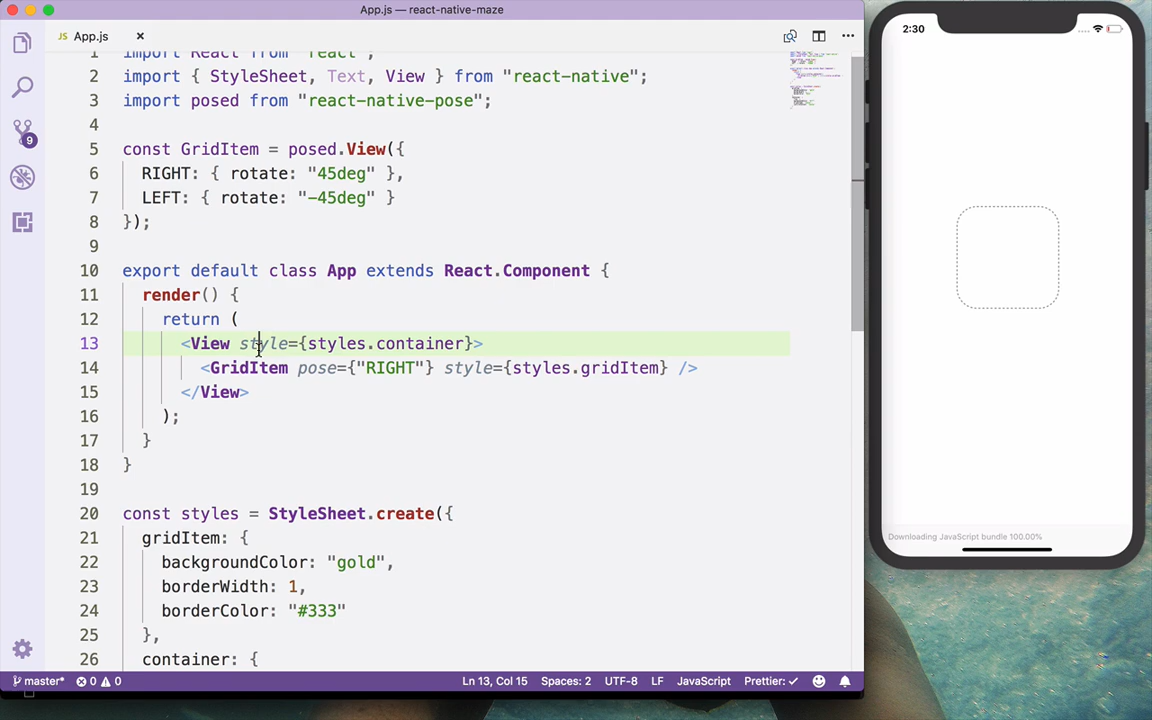 App.js — react-native-maze
JS App.js ×
1 import React from "react";
2 import { StyleSheet, Text, View } from "react-native";
3 import posed from "react-native-pose";
4
5 const GridItem = posed.View({
6 RIGHT: { rotate: "45deg" },
7 LEFT: { rotate: "-45deg" }
8 });
9
10 export default class App extends React.Component {
11 render() {
12 return (
13 <View style={styles.container}>
14 <GridItem pose={"RIGHT"} style={styles.gridItem} />
15 </View>
16 );
17 }
18 }
19
20 const styles = StyleSheet.create({
21 gridItem: {
22 backgroundColor: "gold",
23 borderWidth: 1,
24 borderColor: "#333"
25 },
26 container: {
9
master* 0 0 Ln 13, Col 15 Spaces: 2 UTF-8 LF JavaScript Prettier: ✓
2:30
Downloading JavaScript bundle 100.00%